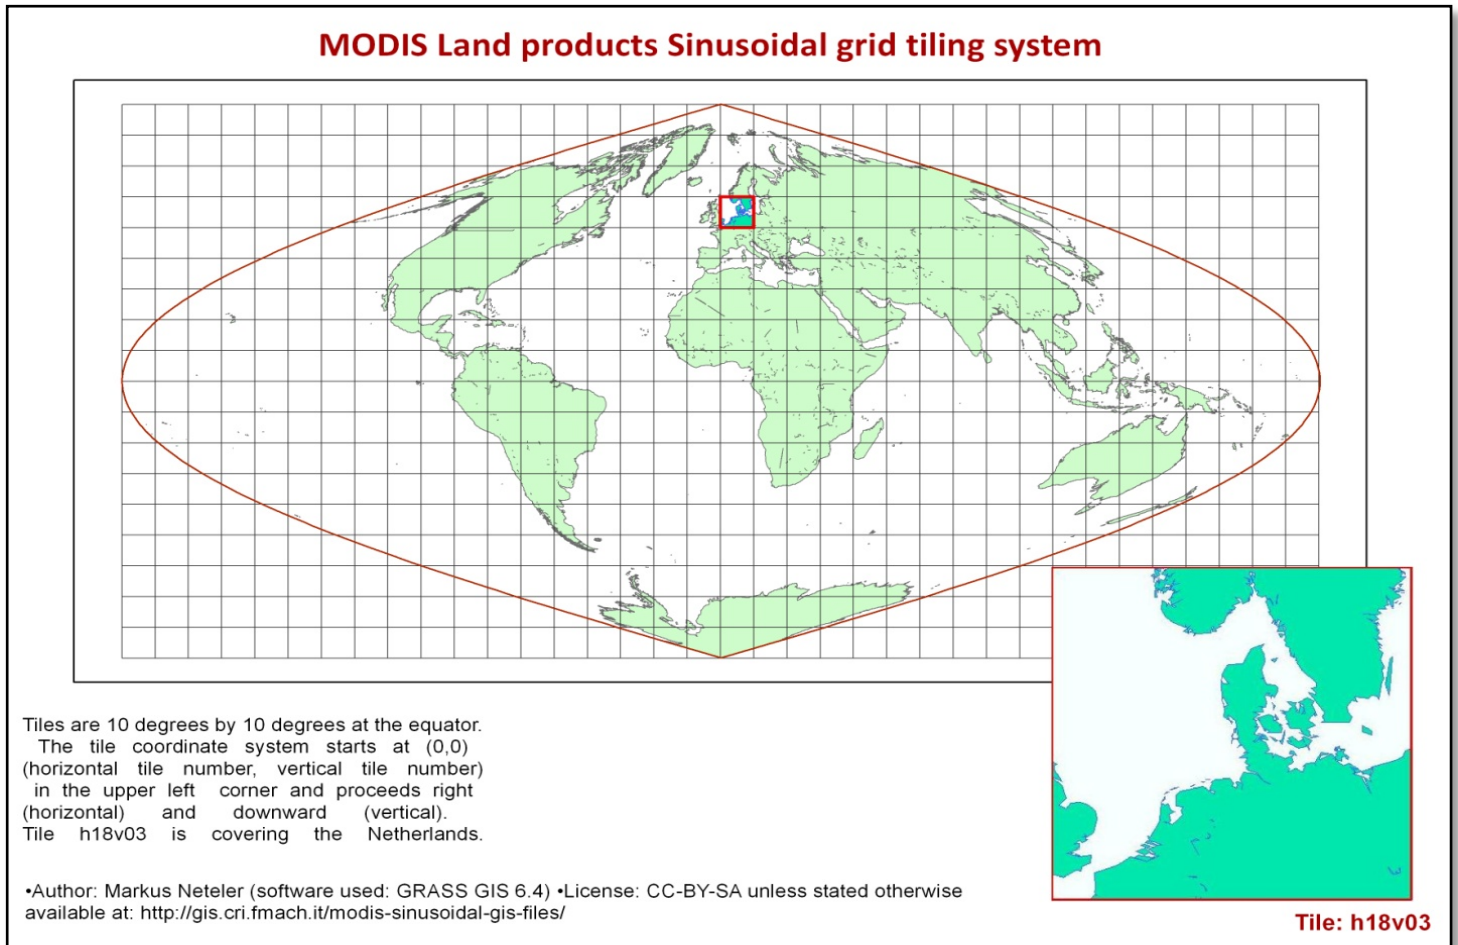 MODIS Land products Sinusoidal grid tiling system
Tiles are 10 degrees by 10 degrees at the equator.
The tile coordinate system starts at (0,0)
(horizontal tile number, vertical tile number)
in the upper left corner and proceeds right
(horizontal) and downward (vertical).
Tile h18v03 is covering the Netherlands.
•Author: Markus Neteler (software used: GRASS GIS 6.4) •License: CC-BY-SA unless stated otherwise
available at: http://gis.cri.fmach.it/modis-sinusoidal-gis-files/
Tile: h18v03